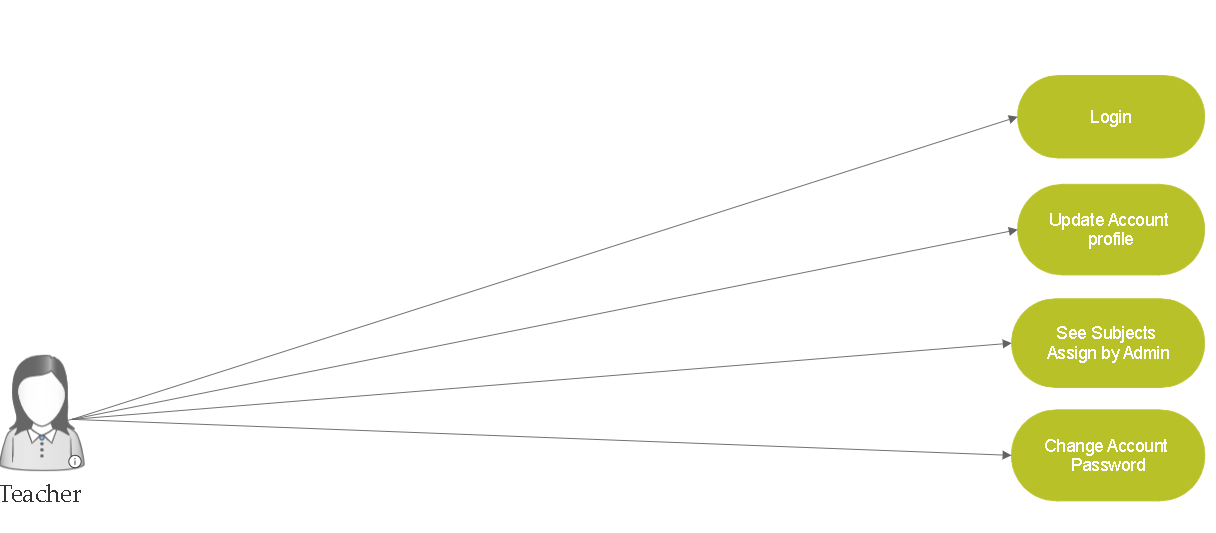 Login
Update Account
profile
See Subjects
Assign by Admin
Change Account
Password
Teacher